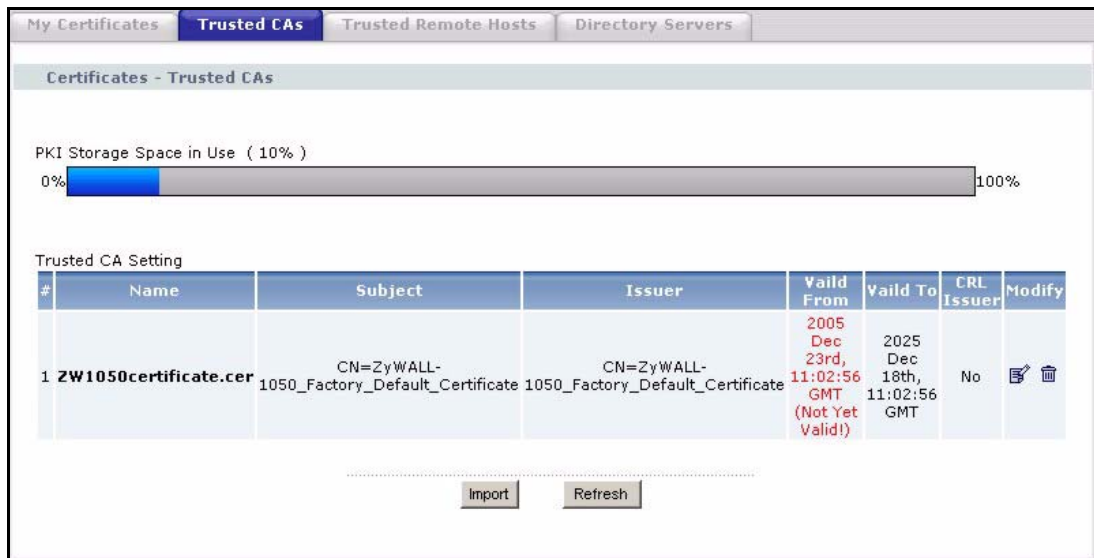 My Certificates Trusted CAs Trusted Remote Hosts Directory Servers
Certificates - Trusted CAs
PKI Storage Space in Use ( 10% )
0% 100%
Trusted CA Setting
# Name Subject Issuer Vaild From Vaild To CRL Issuer Modify
1 ZW1050certificate.cer CN=ZyWALL-1050_Factory_Default_Certificate CN=ZyWALL-1050_Factory_Default_Certificate 2005 Dec 23rd, 11:02:56 GMT (Not Yet Valid!) 2025 Dec 18th, 11:02:56 GMT No
Import Refresh